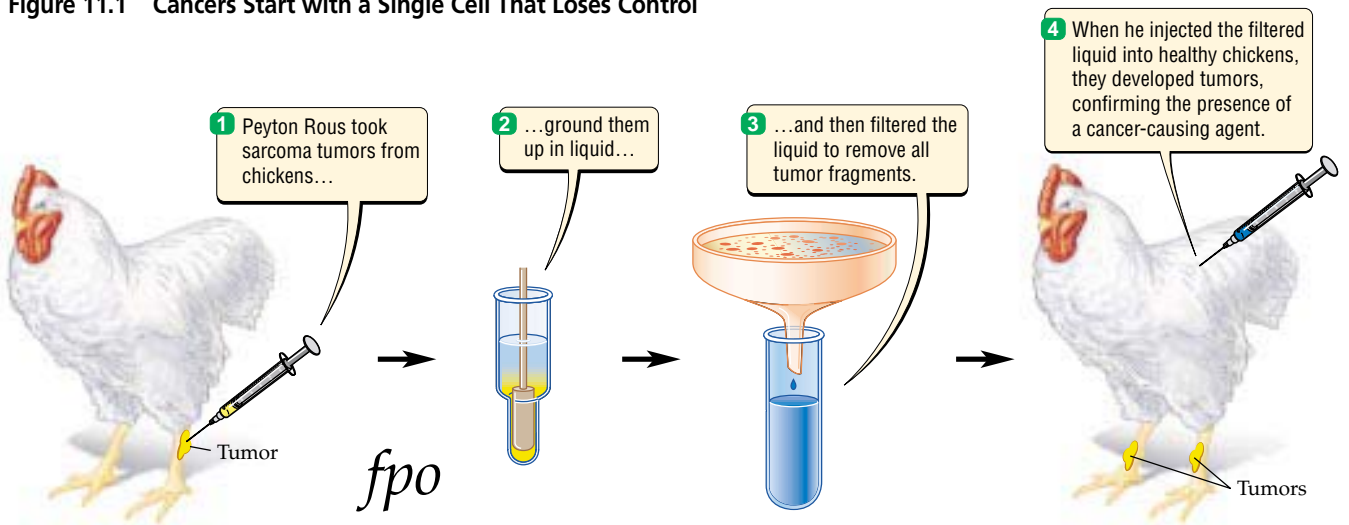 Figure 11.1 Cancers Start with a Single Cell That Loses Control
1 Peyton Rous took
sarcoma tumors from
chickens…
2 …ground them
up in liquid…
3 …and then filtered the
liquid to remove all
tumor fragments.
4 When he injected the filtered
liquid into healthy chickens,
they developed tumors,
confirming the presence of
a cancer-causing agent.
Tumor
fpo
Tumors